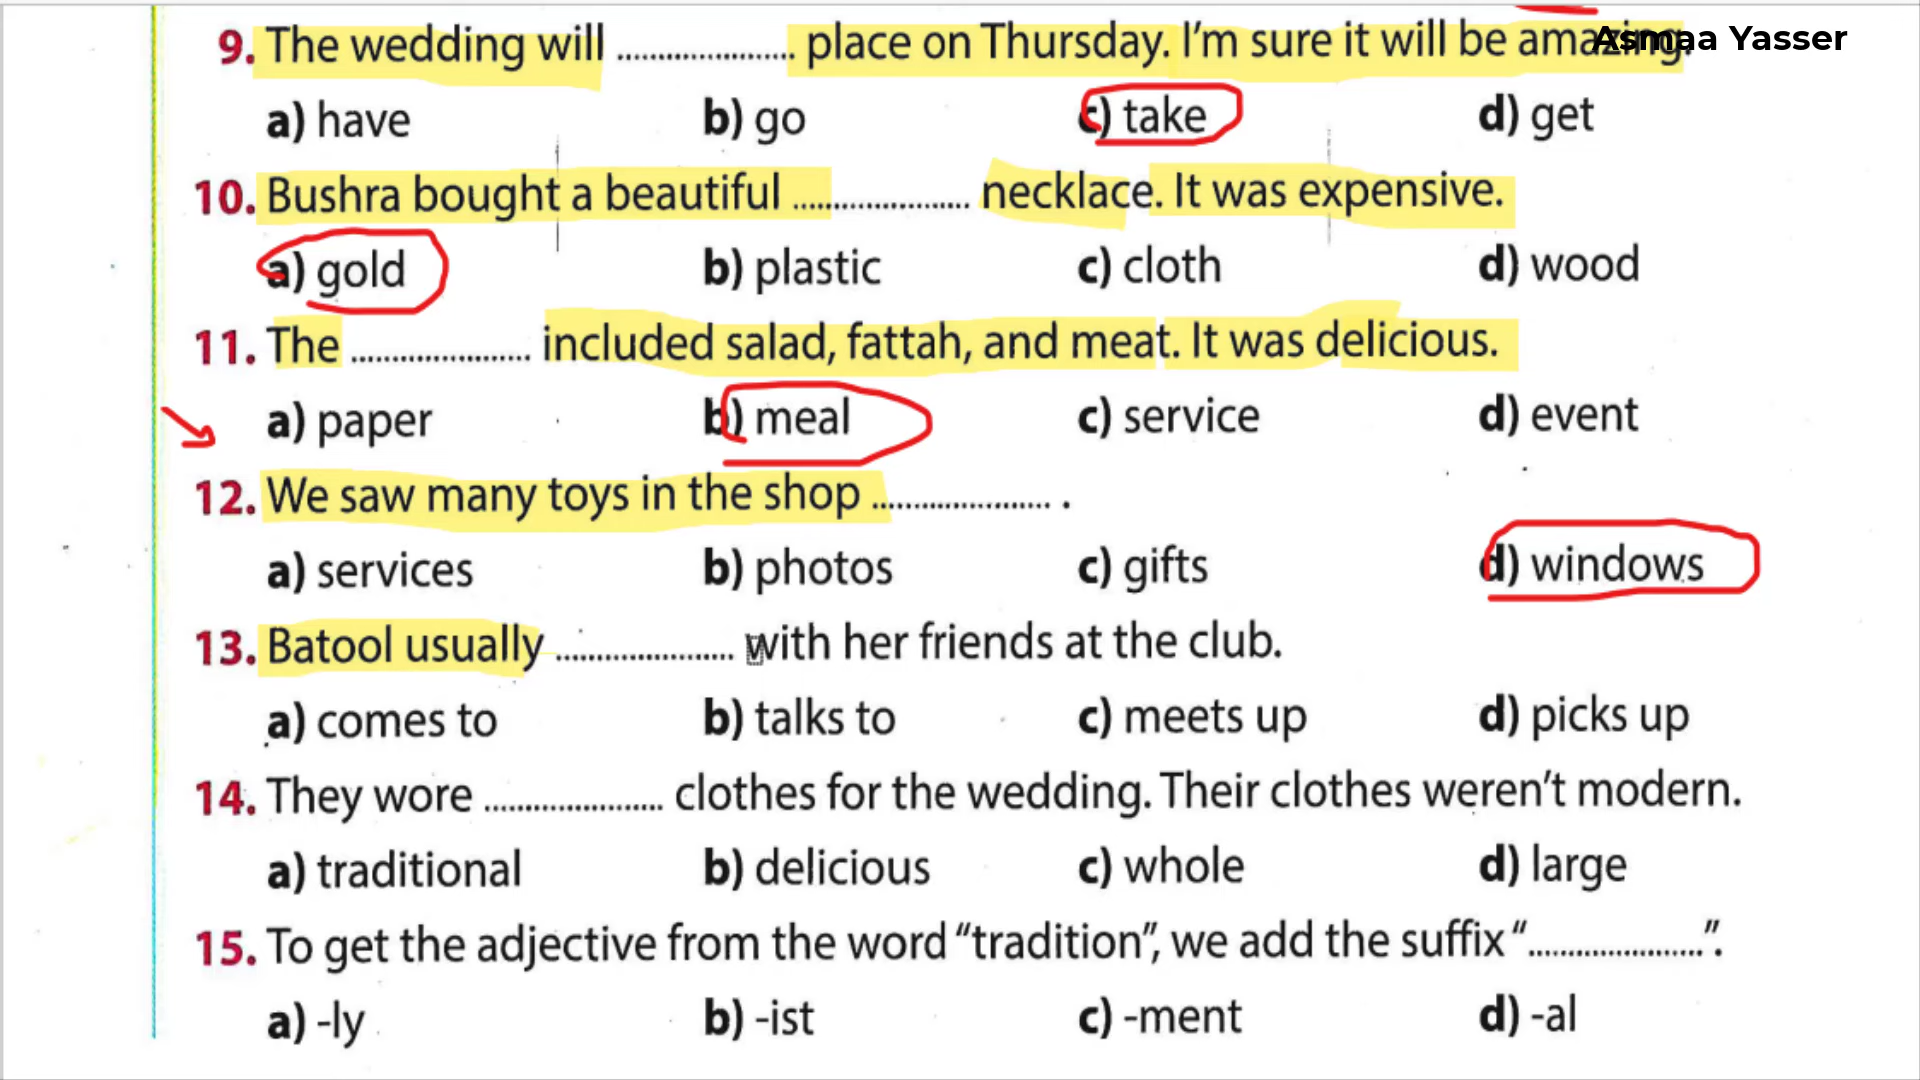 9. The wedding will ...................... place on Thursday. I'm sure it will be amazing.
Asmaa Yasser
a) have b) go c) take d) get
10. Bushra bought a beautiful ...................... necklace. It was expensive.
a) gold b) plastic c) cloth d) wood
11. The ...................... included salad, fattah, and meat. It was delicious.
a) paper b) meal c) service d) event
12. We saw many toys in the shop ...................... .
a) services b) photos c) gifts d) windows
13. Batool usually ...................... with her friends at the club.
a) comes to b) talks to c) meets up d) picks up
14. They wore ...................... clothes for the wedding. Their clothes weren't modern.
a) traditional b) delicious c) whole d) large
15. To get the adjective from the word “tradition”, we add the suffix “......................”.
a) -ly b) -ist c) -ment d) -al